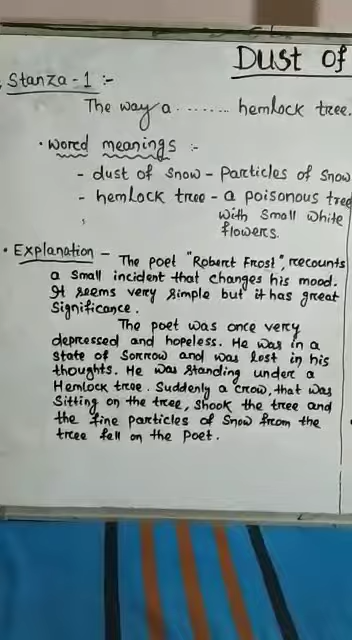 Dust of
Stanza-1 :-
The way a ........ hemlock tree.
• Word meanings :-
- dust of snow - Particles of snow
- hemlock tree - a poisonous tree
with small white
flowers.
• Explanation - The poet "Robert Frost", recounts
a small incident that changes his mood.
It seems very simple but it has great
significance.
The poet was once very
depressed and hopeless. He was in a
state of sorrow and was lost in his
thoughts. He was standing under a
Hemlock tree. Suddenly a crow, that was
sitting on the tree, shook the tree and
the fine particles of snow from the
tree fell on the poet.